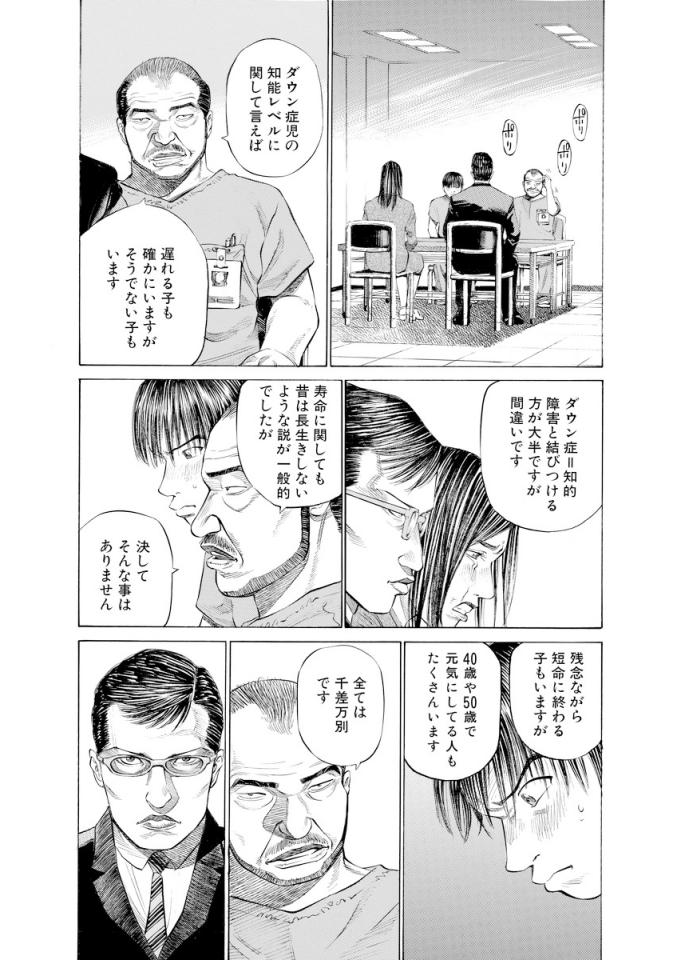 ポリ
ポリ
ダウン症児の
知能レベルに
関して言えば
遅れる子も
確かにいますが
そうでない子も
います
ダウン症=知的
障害と結びつける
方が大半ですが
間違いです
寿命に関しても
昔は長生きしない
ような説が一般的
でしたが
決して
そんな事は
ありません
残念ながら
短命に終わる
子もいますが
40歳や50歳で
元気にしてる人も
たくさんいます
全ては
千差万別
です